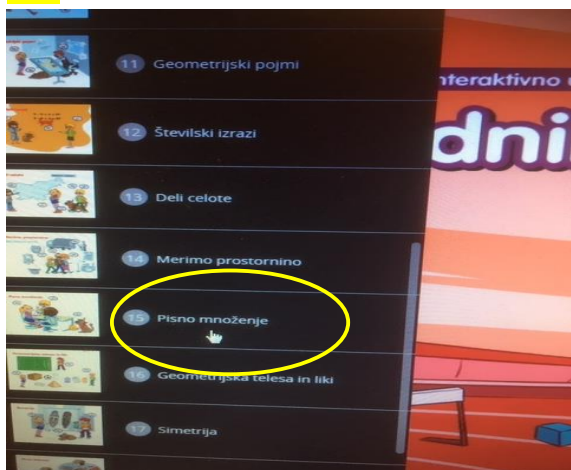 11 Geometrijski pojmi
nteraktivno
dni
12 Številski izrazi
13 Deli celote
14 Merimo prostornino
15 Pisno množenje
16 Geometrijska telesa in liki
17 Simetrija